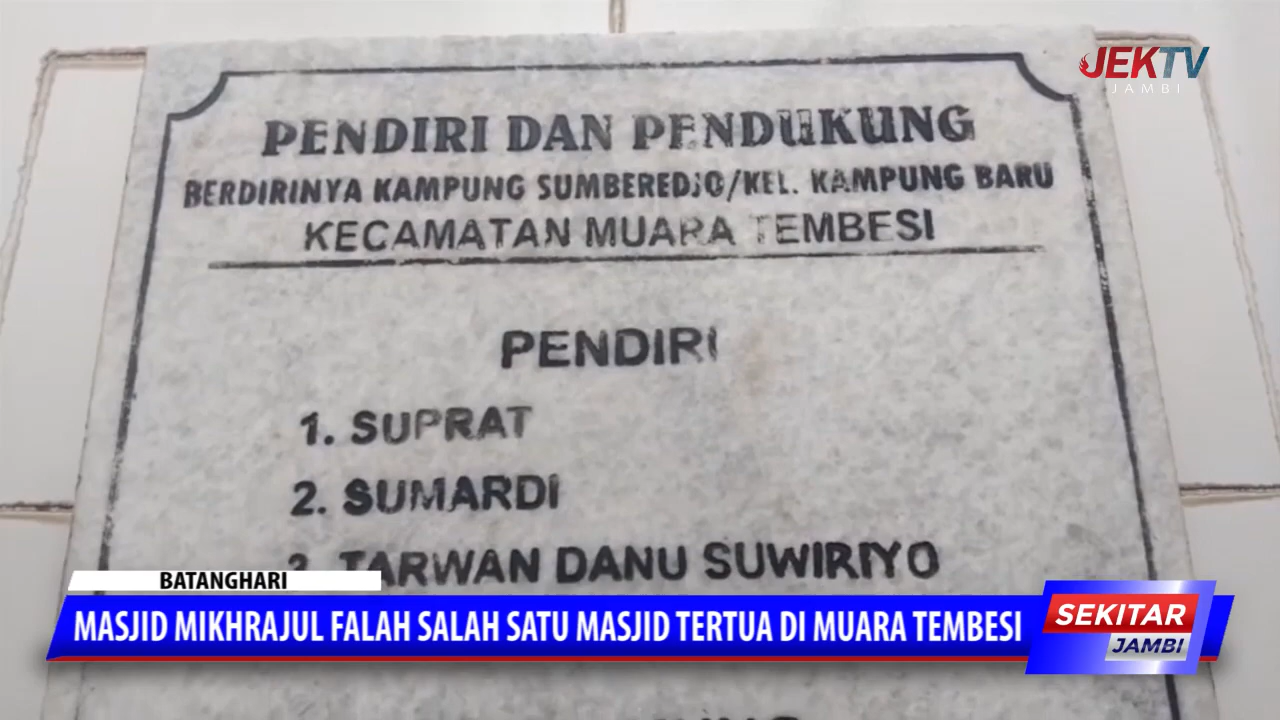 JEKTV
JAMBI
PENDIRI DAN PENDUKUNG
BERDIRINYA KAMPUNG SUMBEREDJO/KEL. KAMPUNG BARU
KECAMATAN MUARA TEMBESI
PENDIRI
1. SUPRAT
2. SUMARDI
3. TARWAN DANU SUWIRIYO
BATANGHARI
MASJID MIKHRAJUL FALAH SALAH SATU MASJID TERTUA DI MUARA TEMBESI
SEKITAR
JAMBI